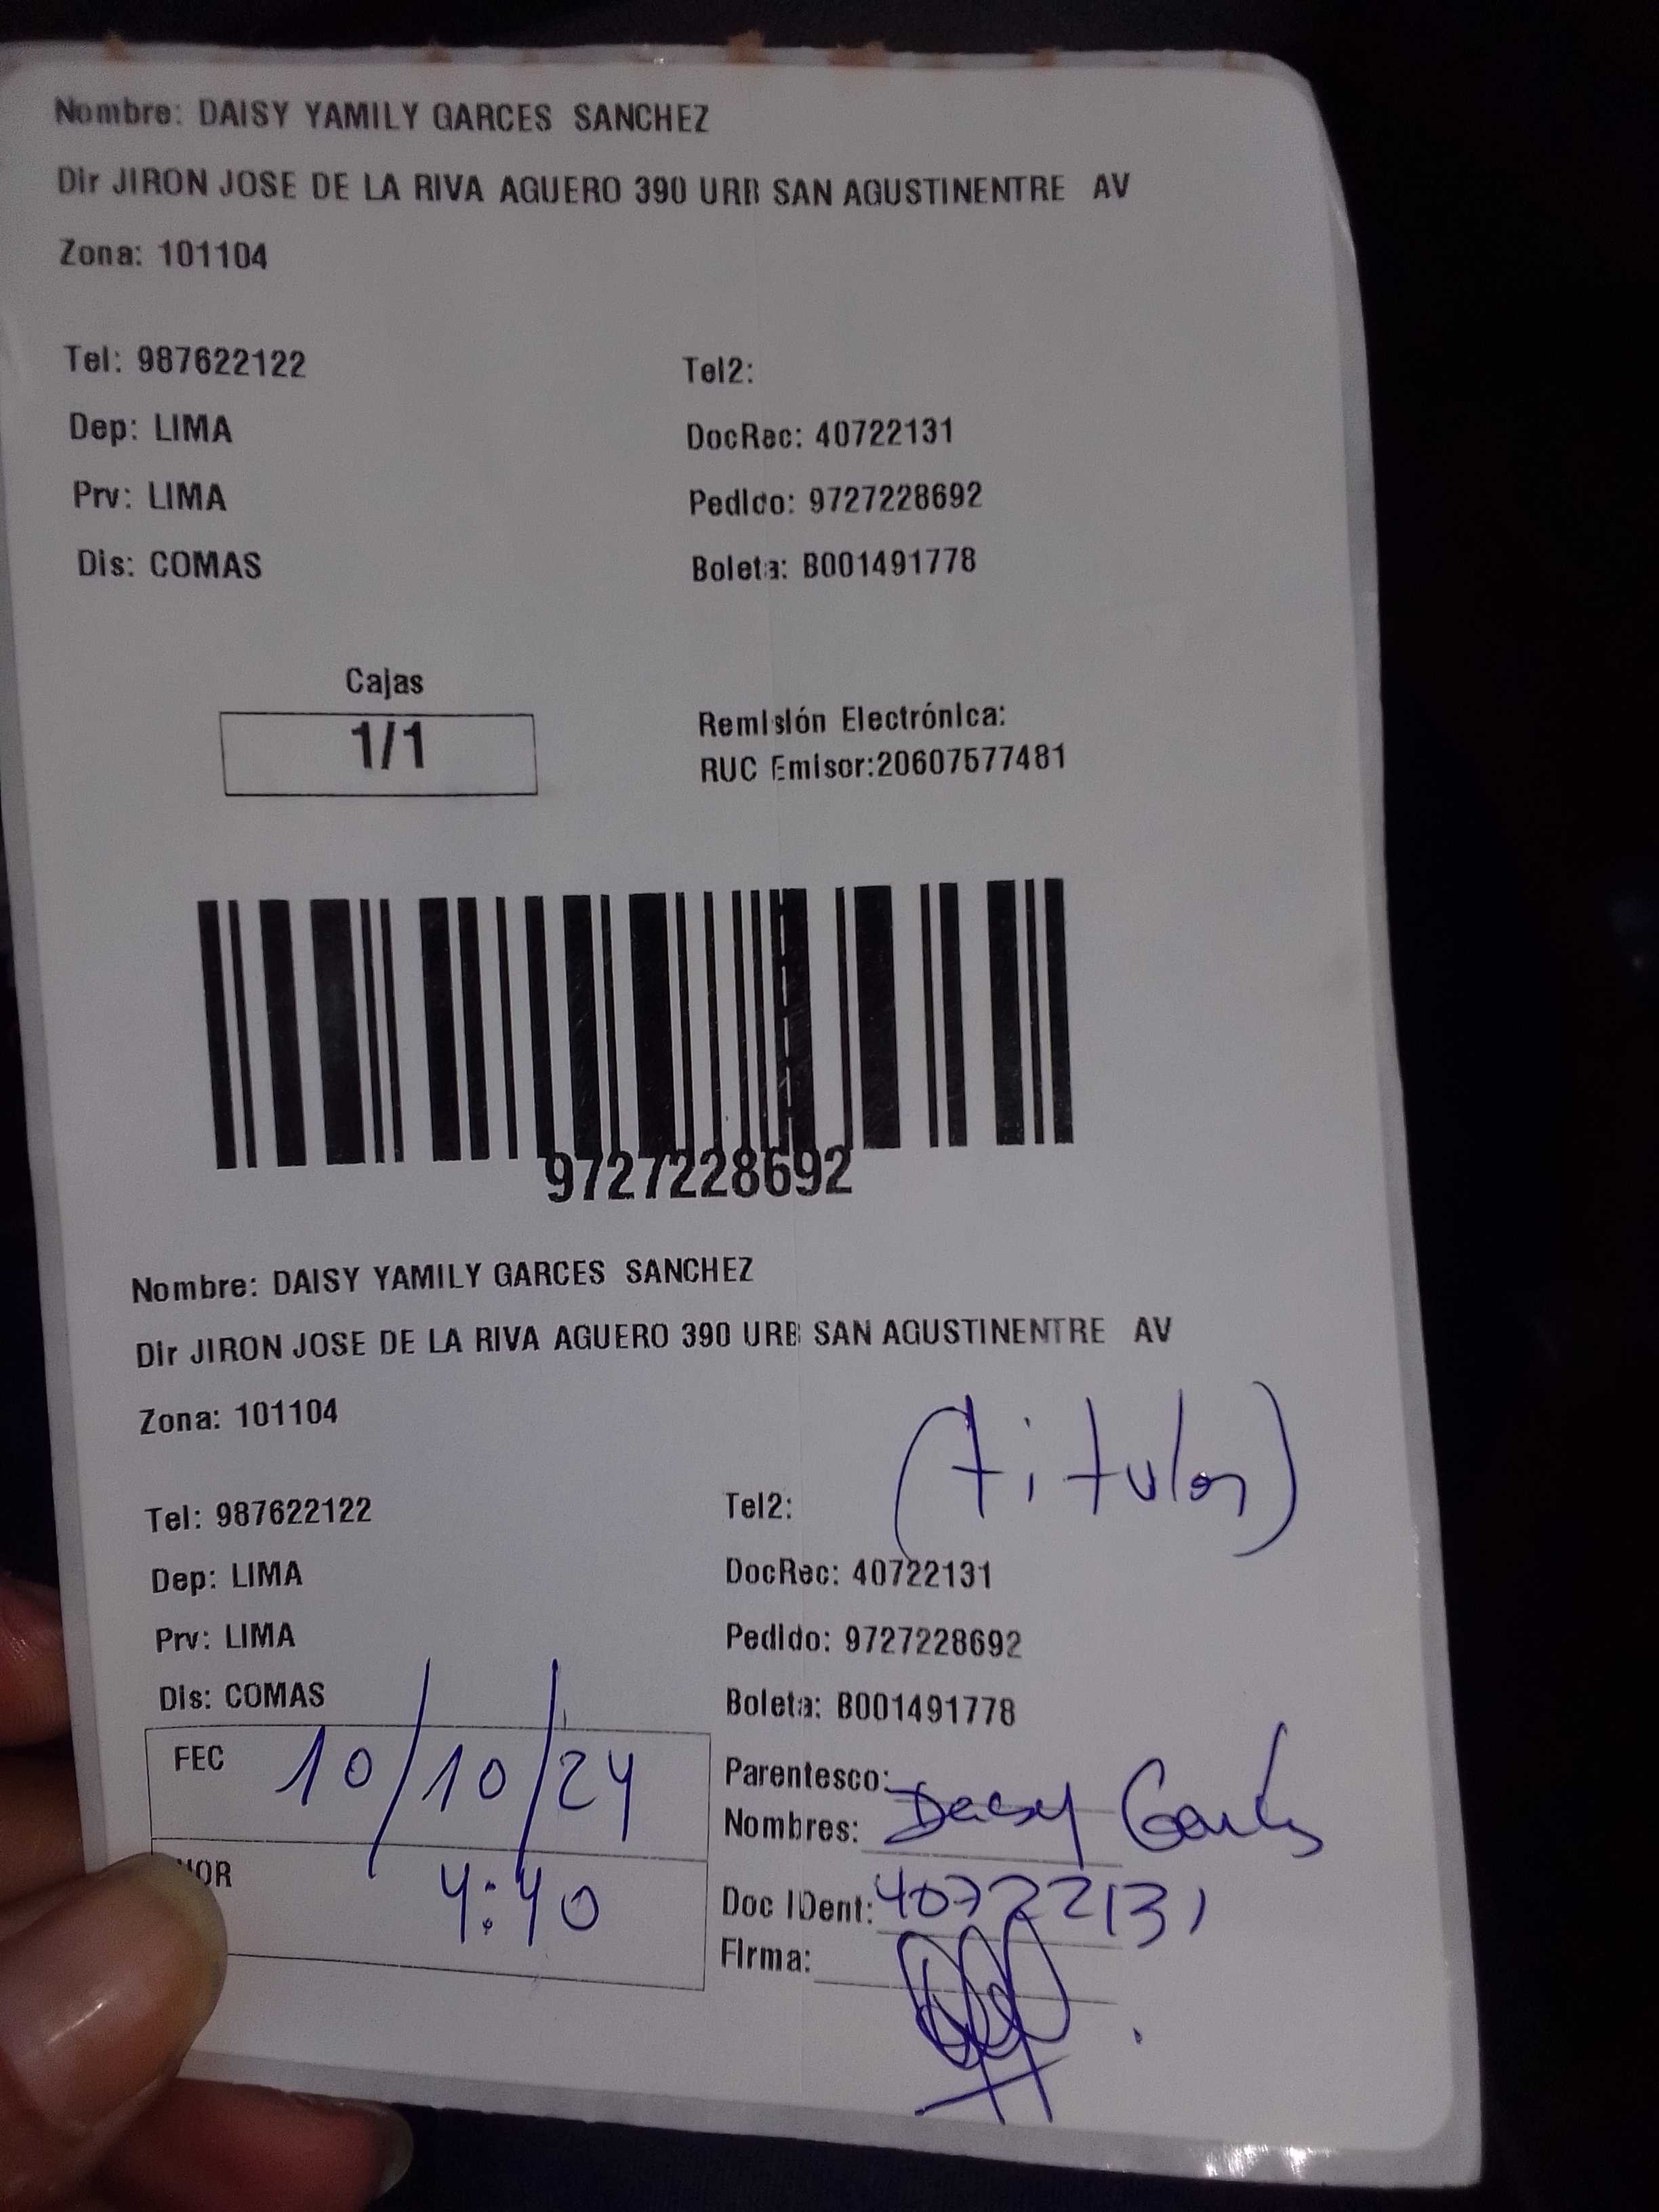 Nombre: DAISY YAMILY GARCES SANCHEZ
Dir JIRON JOSE DE LA RIVA AGUERO 390 URB SAN AGUSTINENTRE AV
Zona: 101104
Tel: 987622122 Tel2:
Dep: LIMA DocRec: 40722131
Prv: LIMA Pedido: 9727228692
Dis: COMAS Boleta: B001491778
Cajas
1/1
Remisión Electrónica:
RUC Emisor:20607577481
9727228692
Nombre: DAISY YAMILY GARCES SANCHEZ
Dir JIRON JOSE DE LA RIVA AGUERO 390 URB SAN AGUSTINENTRE AV
Zona: 101104
(titular)
Tel: 987622122 Tel2:
Dep: LIMA DocRec: 40722131
Prv: LIMA Pedido: 9727228692
Dis: COMAS Boleta: B001491778
FEC 10/10/24
HOR 4:40
Parentesco:
Nombres: Daisy Garces
Doc IDent: 40722131
Firma: